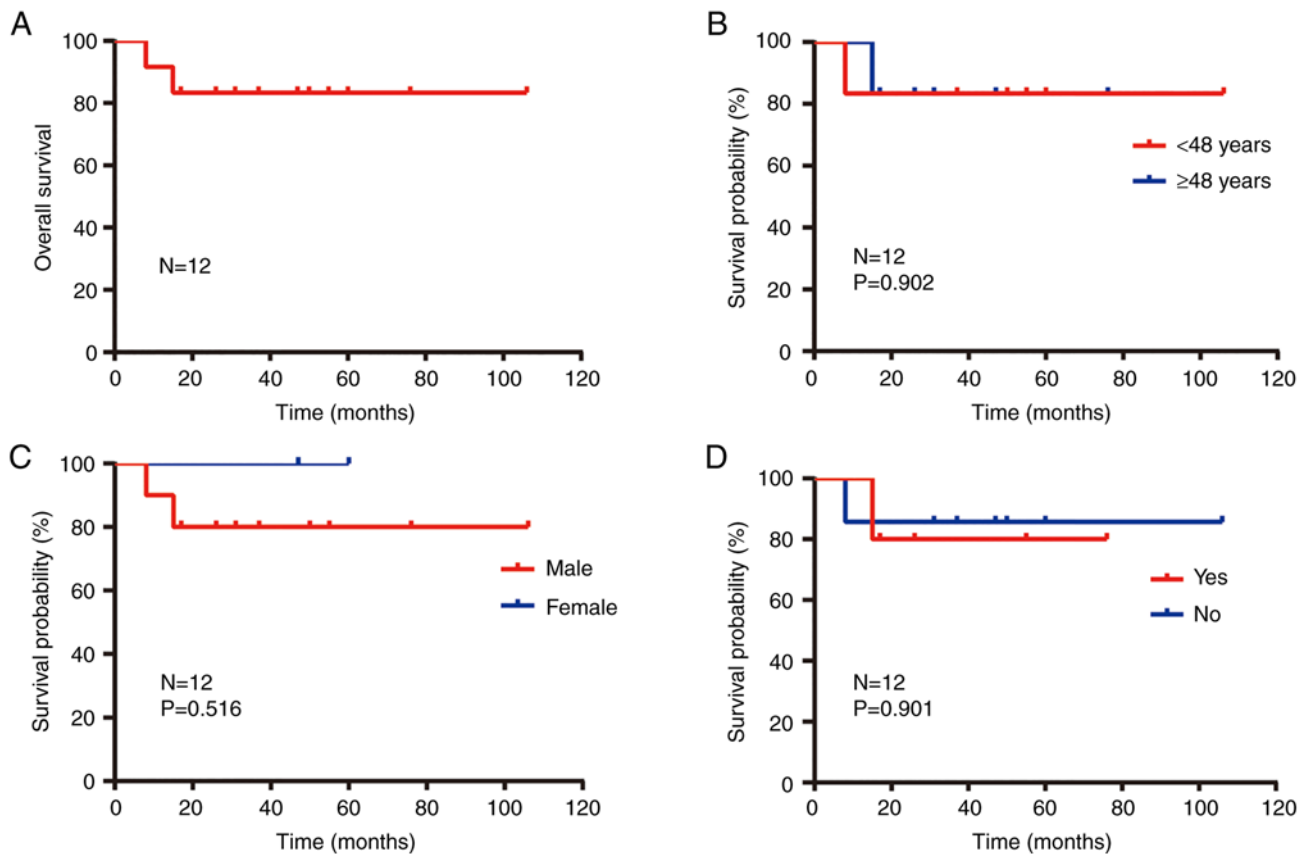 A
Overall survival
100
80
60
40
20
0
N=12
0 20 40 60 80 100 120
Time (months)
B
Survival probability (%)
100
80
60
40
20
0
<48 years
≥48 years
N=12
P=0.902
0 20 40 60 80 100 120
Time (months)
C
Survival probability (%)
100
80
60
40
20
0
Male
Female
N=12
P=0.516
0 20 40 60 80 100 120
Time (months)
D
Survival probability (%)
100
80
60
40
20
0
Yes
No
N=12
P=0.901
0 20 40 60 80 100 120
Time (months)